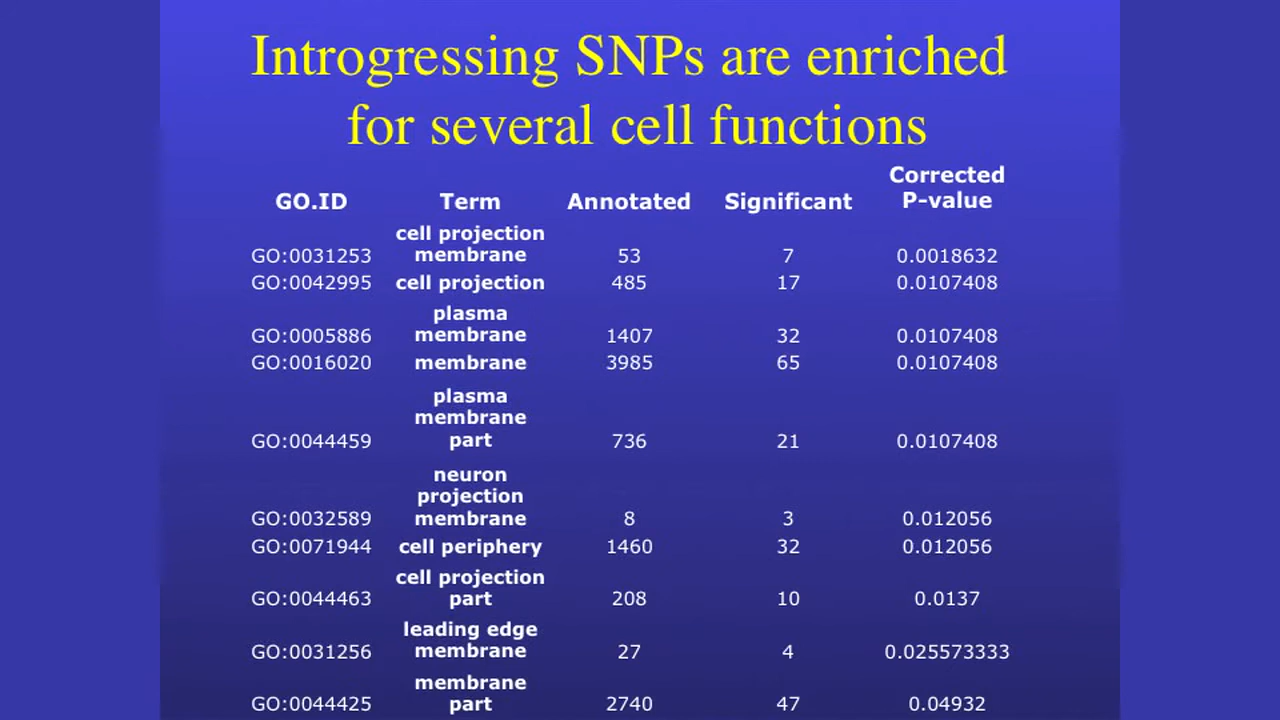 Introgressing SNPs are enriched
for several cell functions
GO.ID Term Annotated Significant Corrected P-value
GO:0031253 cell projection membrane 53 7 0.0018632
GO:0042995 cell projection 485 17 0.0107408
GO:0005886 plasma membrane 1407 32 0.0107408
GO:0016020 membrane 3985 65 0.0107408
GO:0044459 plasma membrane part 736 21 0.0107408
GO:0032589 neuron projection membrane 8 3 0.012056
GO:0071944 cell periphery 1460 32 0.012056
GO:0044463 cell projection part 208 10 0.0137
GO:0031256 leading edge membrane 27 4 0.025573333
GO:0044425 membrane part 2740 47 0.04932